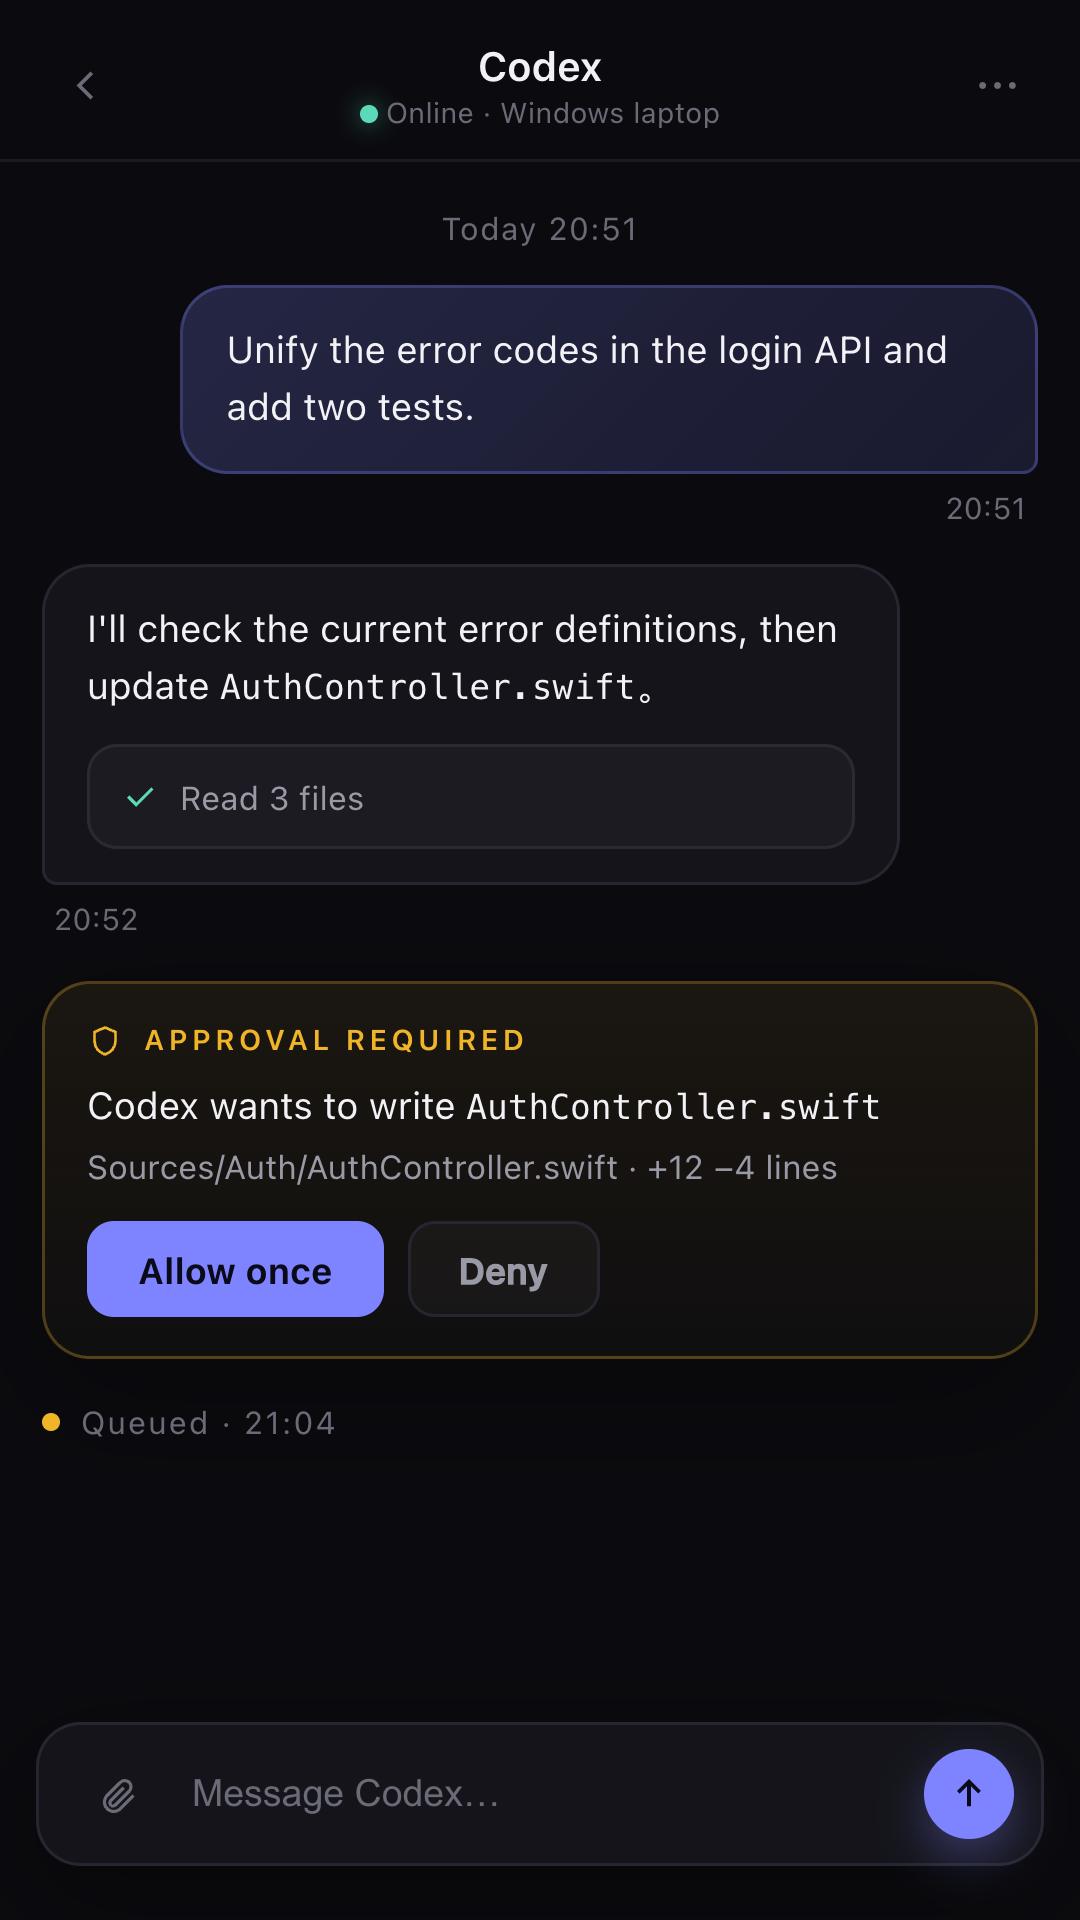 Codex
Online · Windows laptop
Today 20:51
Unify the error codes in the login API and
add two tests.
20:51
I'll check the current error definitions, then
update AuthController.swift。
Read 3 files
20:52
APPROVAL REQUIRED
Codex wants to write AuthController.swift
Sources/Auth/AuthController.swift · +12 −4 lines
Allow once
Deny
Queued · 21:04
Message Codex…